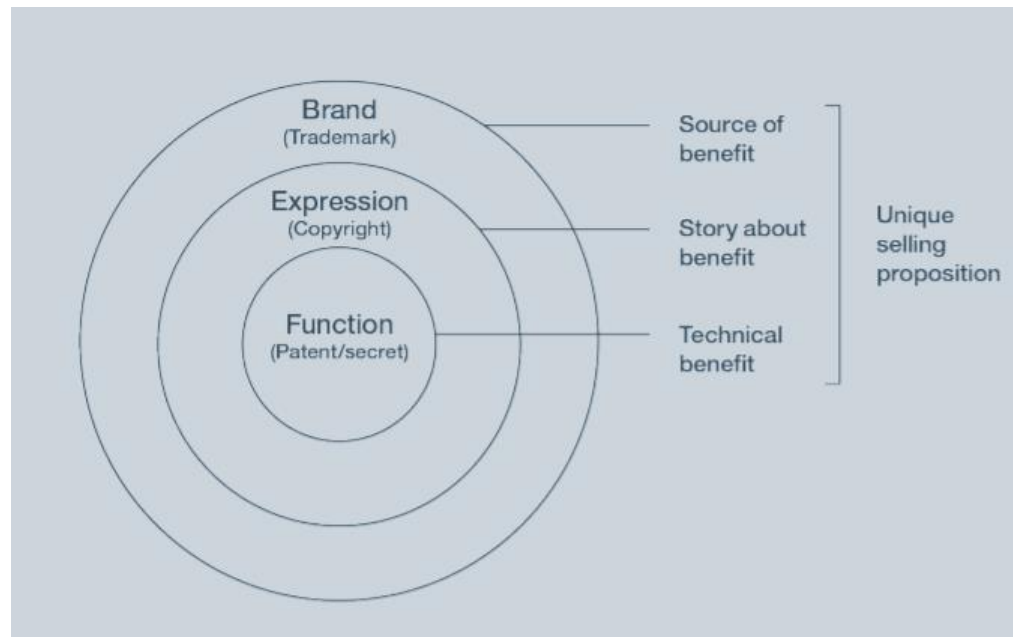 Brand
(Trademark)
Source of
benefit
Expression
(Copyright)
Story about
benefit
Function
(Patent/secret)
Technical
benefit
Unique
selling
proposition